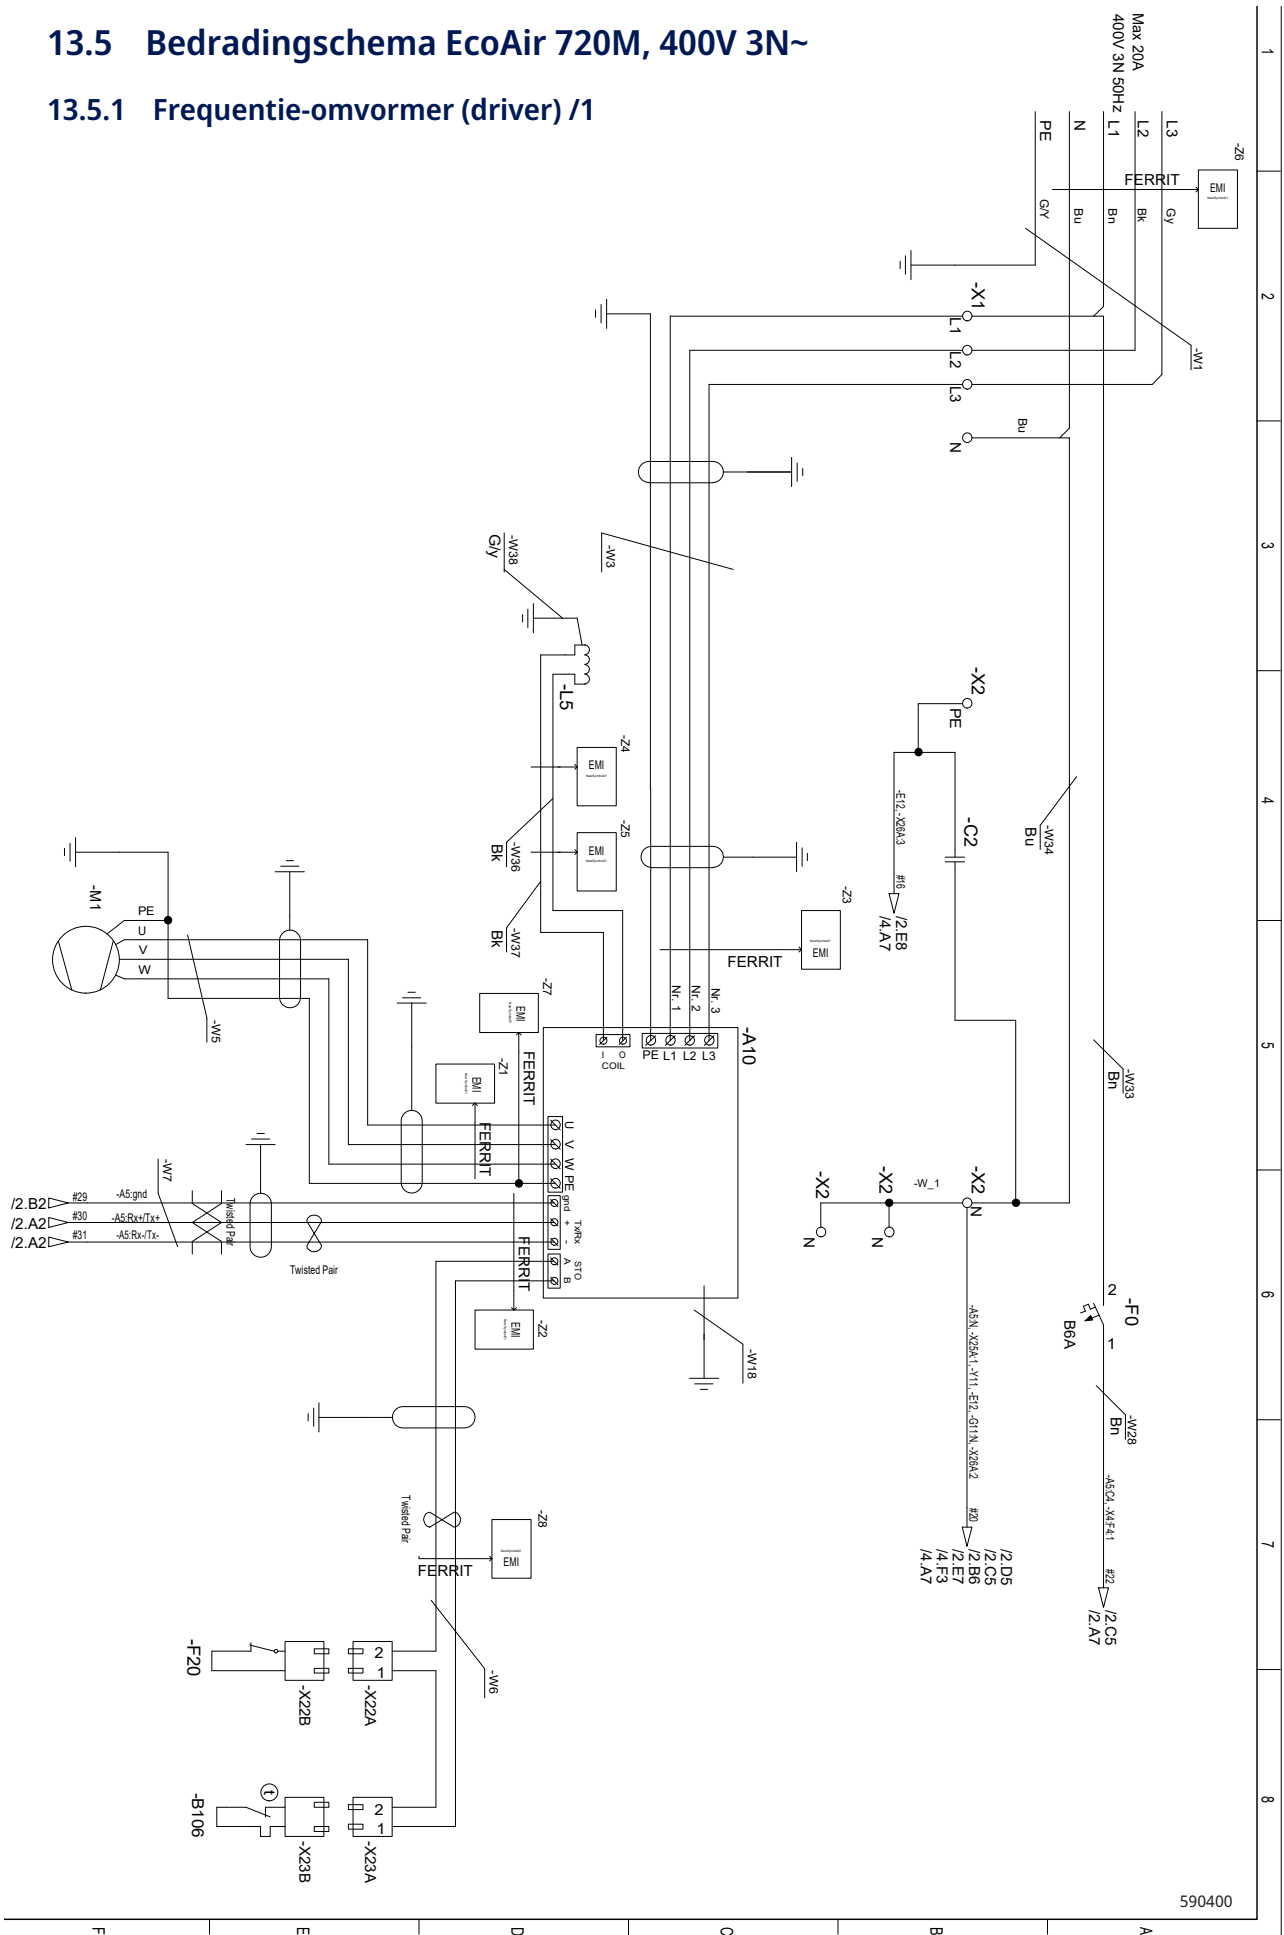 13.5 Bedradingschema EcoAir 720M, 400V 3N~
13.5.1 Frequentie-omvormer (driver) /1
Max 20A
400V 3N 50Hz
PE
N
L1
L2
L3
-Z6
FERRIT
EMI
G/Y
Bu
Bn
Bk
Gy
-X1
L1
L2
L3
N
Bu
-W1
-W3
-W38
G/y
-L5
-Z4
EMI
-Z5
EMI
-W36
Bk
-W37
Bk
-X2
PE
-E12,-X26A:3
#16
/2.E8
/4.A7
-C2
-W34
Bu
-Z3
EMI
FERRIT
Nr. 1
Nr. 2
Nr. 3
-M1
PE
U
V
W
-W5
-Z7
EMI
FERRIT
-Z1
EMI
FERRIT
-A10
I O
COIL
PE L1 L2 L3
U
V
W
PE
gnd
+
-
Tx/Rx
A
B
STO
-W33
Bn
-W7
/2.B2
#29
-A5:gnd
/2.A2
#30
-A5:Rx+/Tx+
/2.A2
#31
-A5:Rx-/Tx-
Twisted Par
Twisted Pair
FERRIT
-Z2
EMI
-W18
-X2
N
-X2
N
-W_1
-X2
N
-A5:N, -X25A:1, -Y11, -E12, -G11:N, -X26A:2
#20
/2.D5
/2.C5
/2.B6
/2.E7
/4.F3
/4.A7
2
-F0
1
B6A
-W28
Bn
-A5:C4, -X4:F4:1
#22
/2.C5
/2.A7
Twisted Pair
-Z8
EMI
FERRIT
-W6
-F20
-X22B
2
1
-X22A
-B106
t
-X23B
2
1
-X23A
1
2
3
4
5
6
7
8
590400
F
E
D
C
B
A